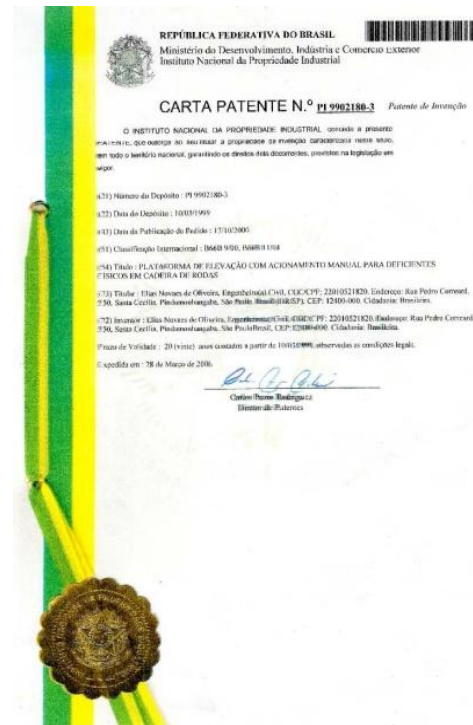 REPÚBLICA FEDERATIVA DO BRASIL
Ministério do Desenvolvimento, Indústria e Comércio Exterior
Instituto Nacional da Propriedade Industrial
CARTA PATENTE N.º PI 9902180-3 Patente de Invenção
O INSTITUTO NACIONAL DA PROPRIEDADE INDUSTRIAL concede a presente
PATENTE, que outorga ao seu titular a propriedade da invenção caracterizada neste título,
em todo o território nacional, garantindo os direitos dela decorrentes, previstos na legislação em
vigor.
(21) Número do Depósito : PI 9902180-3
(22) Data do Depósito : 10/03/1999
(43) Data da Publicação do Pedido : 17/10/2000
(51) Classificação Internacional : B66B 9/00,
(54) Título : PLATAFORMA DE ELEVAÇÃO COM ACIONAMENTO MANUAL PARA DEFICIENTES
FÍSICOS EM CADEIRA DE RODAS
(73) Titular : Elias Novaes de Oliveira, Engenheiro(a) Civil, CGC/CPF: 22010521820. Endereço: Rua Pedro
Santa Cecília, Pindamonhangaba, São Paulo, CEP: 12400-000. Cidadania: Brasileira.
(72) Inventor : Elias Novaes de Oliveira, Engenheiro(a) Civil, CGC/CPF: 22010521820. Endereço: Rua Pedro
Santa Cecília, Pindamonhangaba, São Paulo, Brasil, CEP: 12400-000. Cidadania: Brasileira.
Prazo de Validade : 20 (vinte) anos contados a partir de 10/03/1999, observadas as condições legais.
Expedida em : 28 de Março de 2006.
Carlos Pazos Rodriguez
Diretor de Patentes